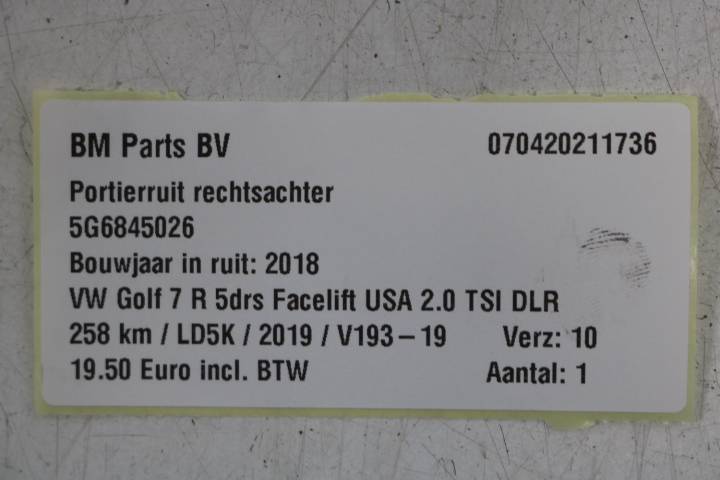 BM Parts BV 070420211736
Portierruit rechtsachter
5G6845026
Bouwjaar in ruit: 2018
VW Golf 7 R 5drs Facelift USA 2.0 TSI DLR
258 km / LD5K / 2019 / V193-19 Verz: 10
19.50 Euro incl. BTW Aantal: 1